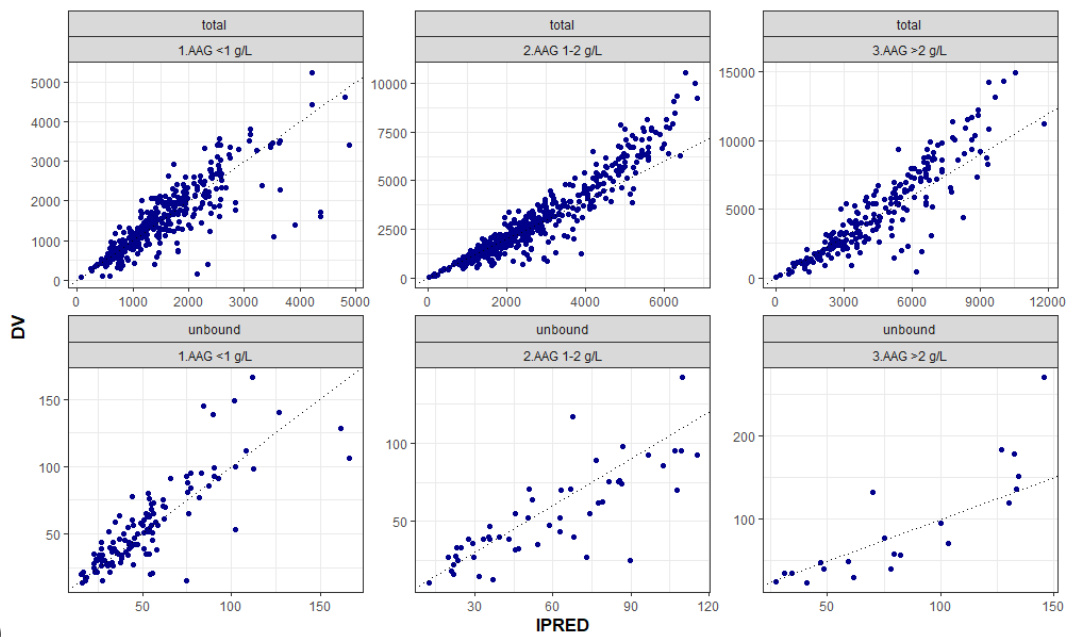 total total total
1.AAG <1 g/L 2.AAG 1-2 g/L 3.AAG >2 g/L
5000 4000 3000 2000 1000 0
10000 7500 5000 2500 0
15000 10000 5000 0
0 1000 2000 3000 4000 5000
0 2000 4000 6000
0 3000 6000 9000 12000
DV
unbound unbound unbound
1.AAG <1 g/L 2.AAG 1-2 g/L 3.AAG >2 g/L
150 100 50
100 50
200 100
50 100 150
30 60 90 120
50 100 150
IPRED